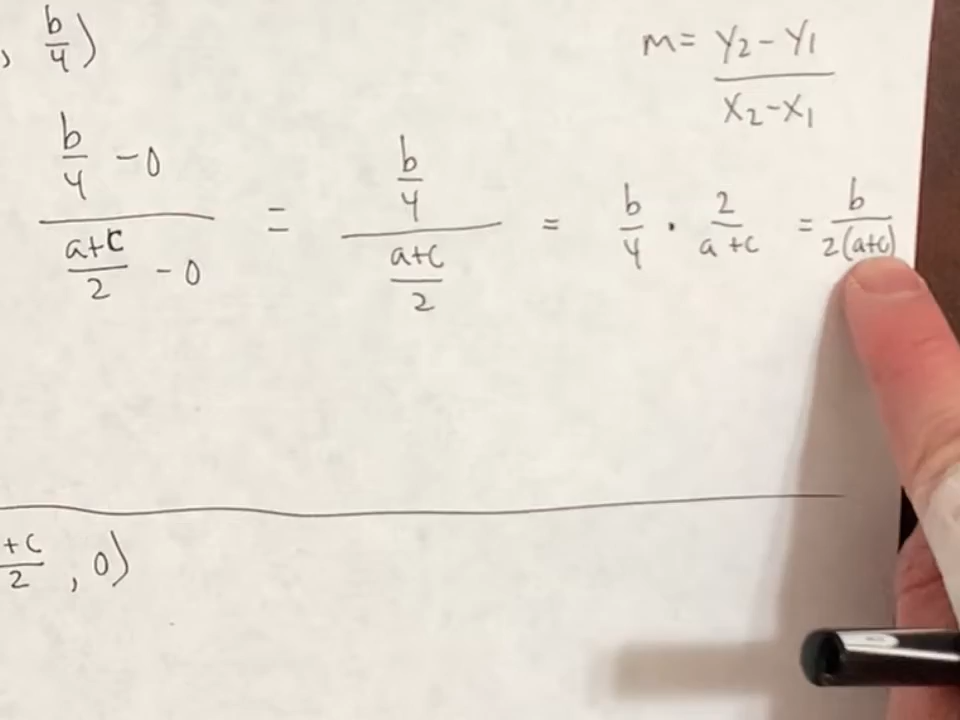 , b/4)
m = y2 - y1 / x2 - x1
b/4 - 0 / a+c/2 - 0 = b/4 / a+c/2 = b/4 · 2/a+c = b/2(a+c)
+c/2 , 0)